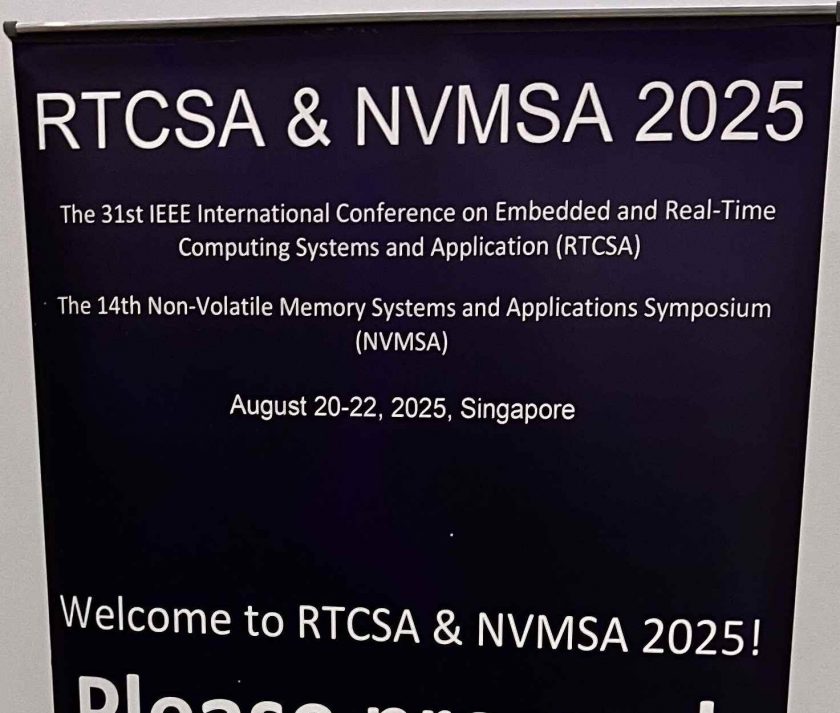 RTCSA & NVMSA 2025
The 31st IEEE International Conference on Embedded and Real-Time
Computing Systems and Application (RTCSA)
The 14th Non-Volatile Memory Systems and Applications Symposium
(NVMSA)
August 20-22, 2025, Singapore
Welcome to RTCSA & NVMSA 2025!
Please